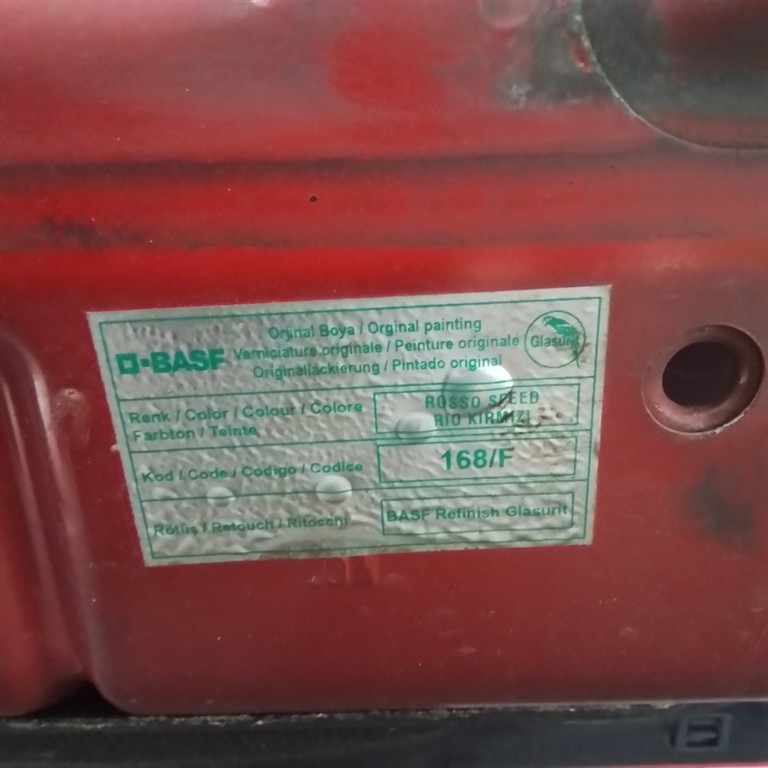 Orjinal Boya / Orginal painting
BASF Verniciature originale / Peinture originale
Glasurit
Originallackierung / Pintado original
Renk / Color / Colour / Colore
Farbton / Teinte
ROSSO SPEED
RIO KIRMIZI
Kod / Code / Codigo / Codice
168/F
Rötüş / Retouch / Ritocchi
BASF Refinish Glasurit